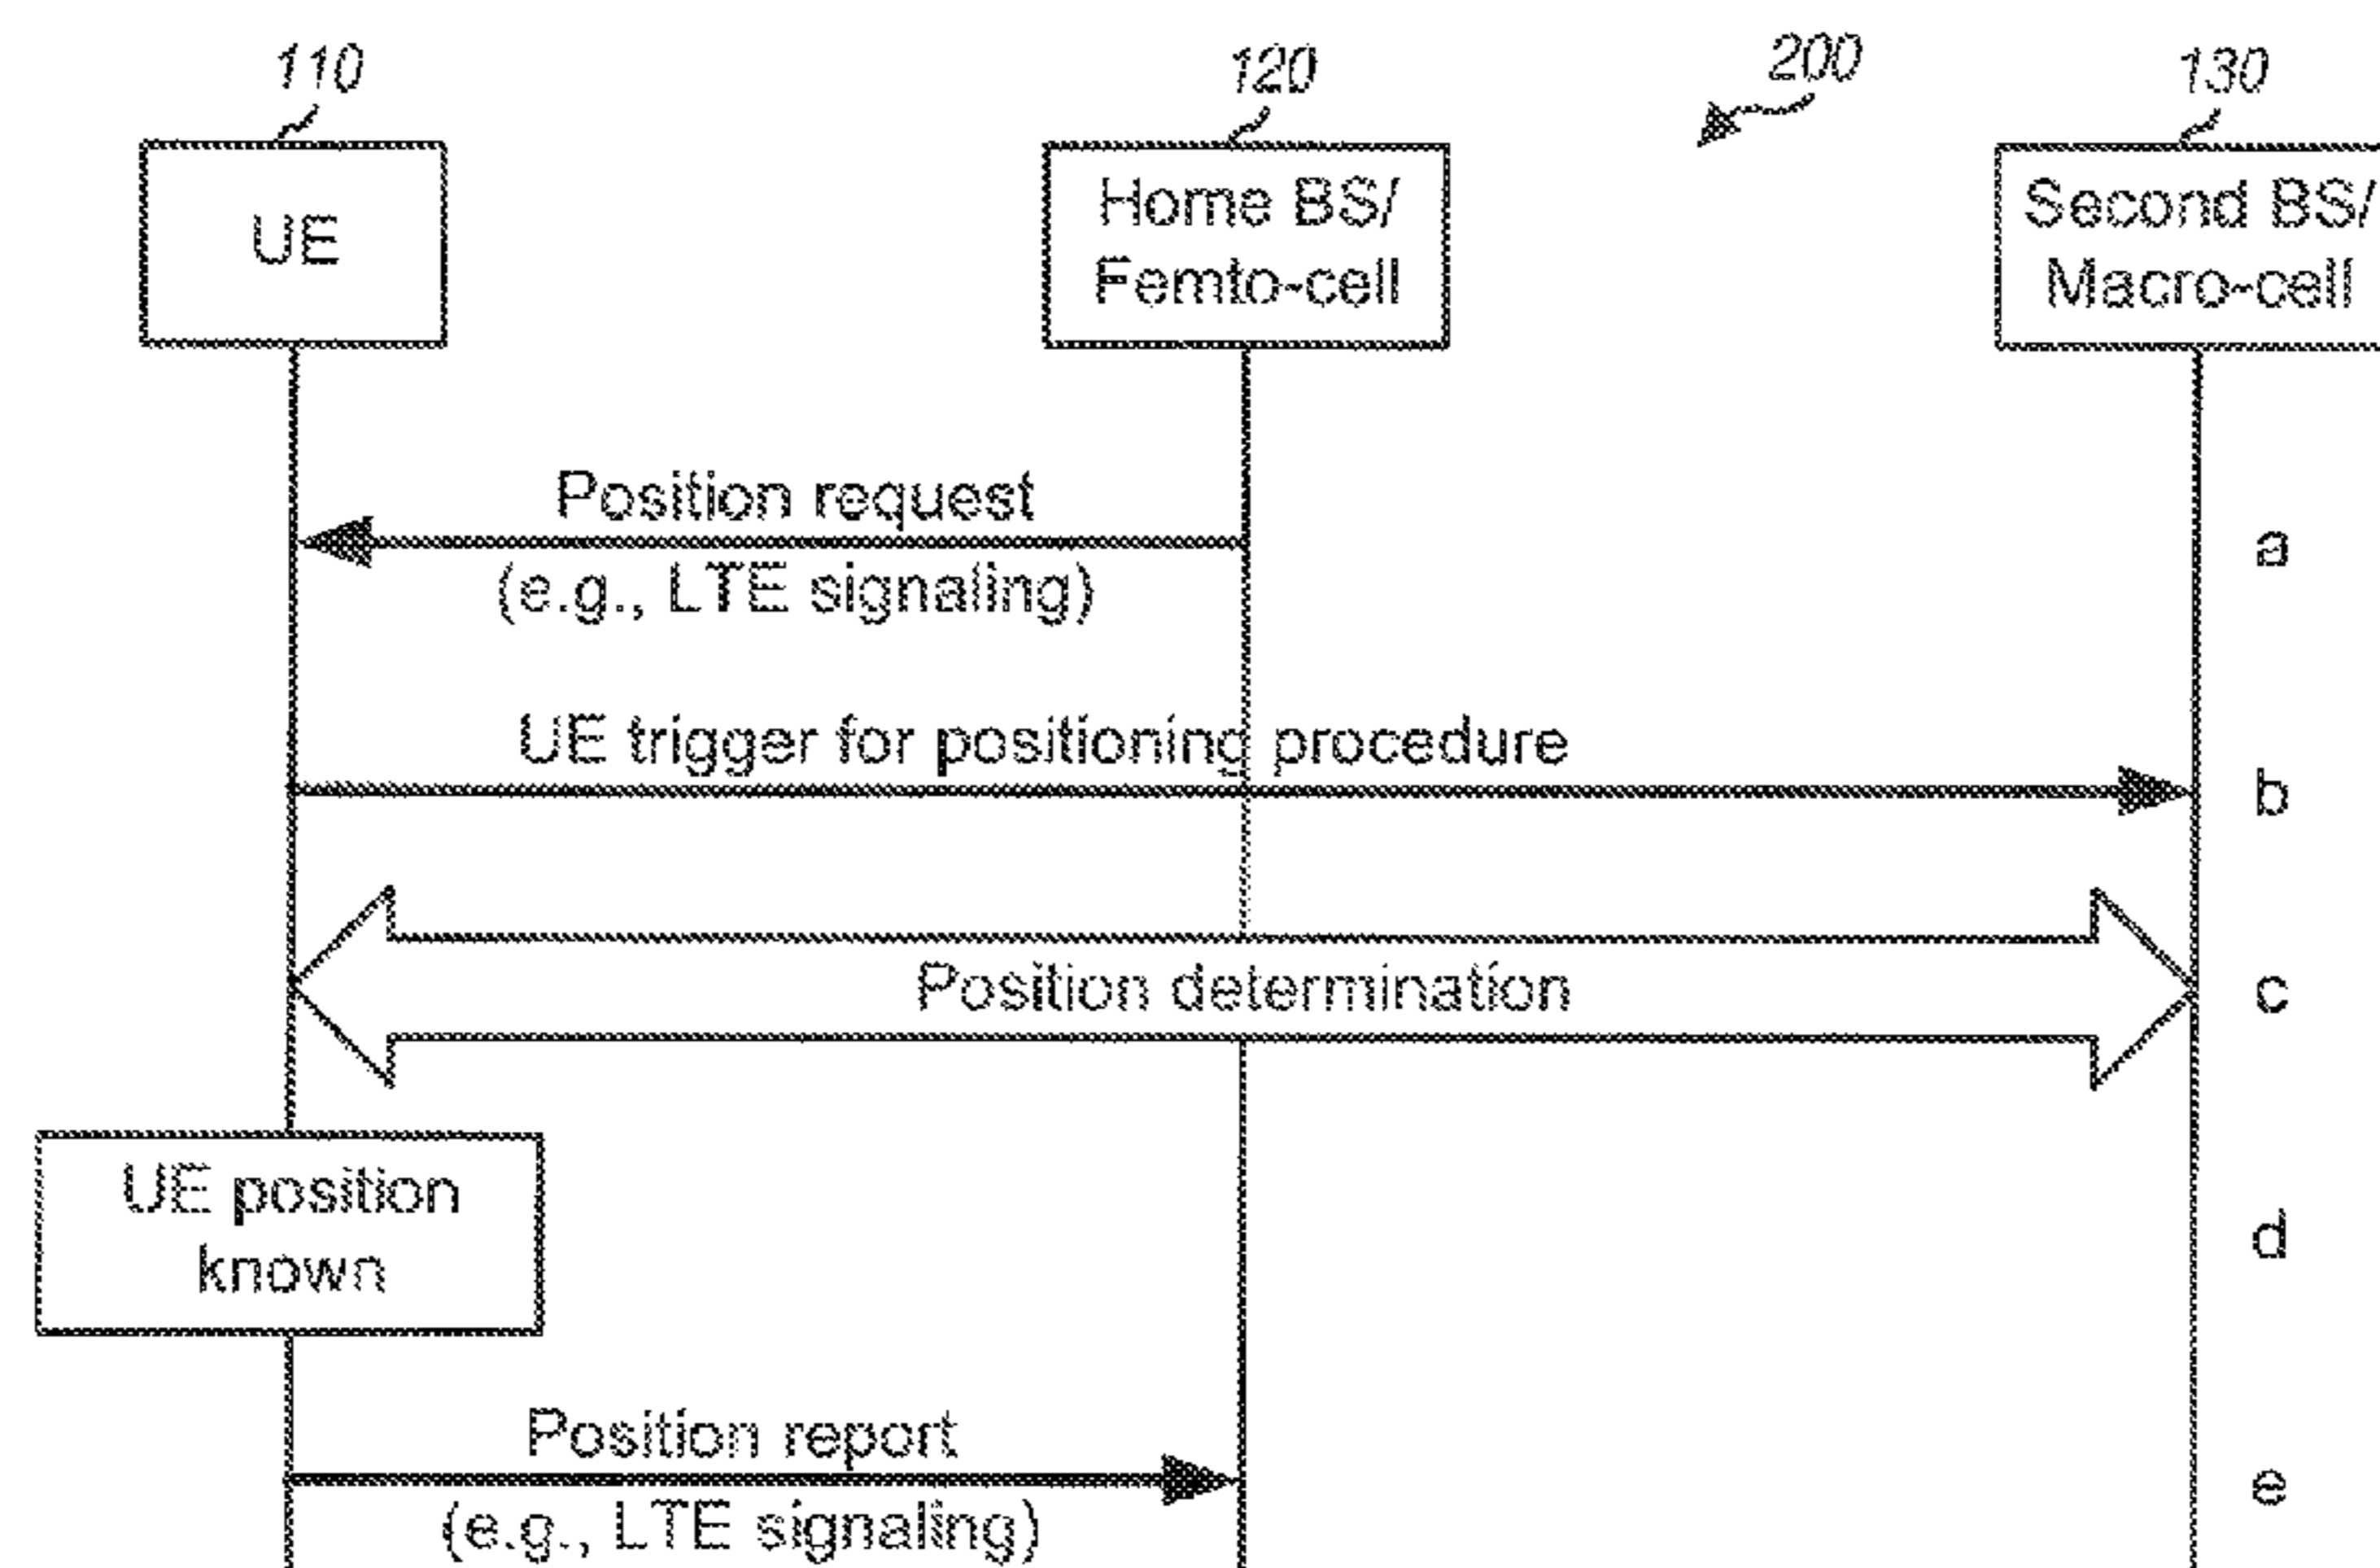 110
120
200
130
UE
Home BS/
Femto-cell
Second BS/
Macro-cell
Position request
(e.g., LTE signaling)
a
UE trigger for positioning procedure
b
Position determination
c
UE position
known
d
Position report
(e.g., LTE signaling)
e